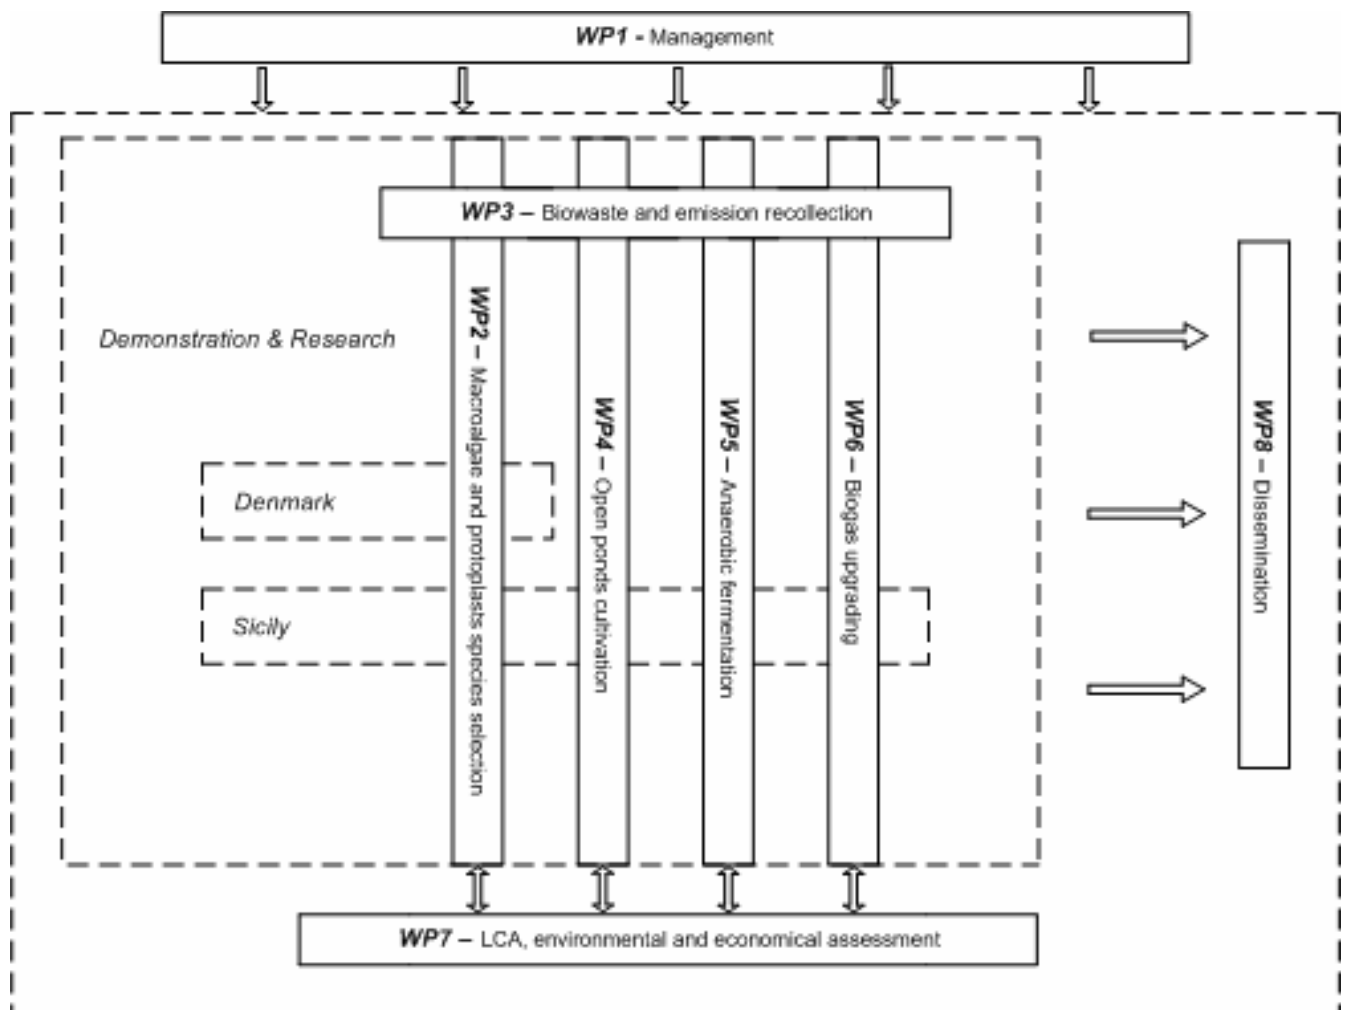 WP1 - Management
WP3 – Biowaste and emission recollection
Demonstration & Research
WP2 – Macroalgae and protoplasts species selection
WP4 – Open ponds cultivation
WP5 – Anaerobic fermentation
WP6 – Biogas upgrading
WP8 – Dissemination
Denmark
Sicily
WP7 – LCA, environmental and economical assessment